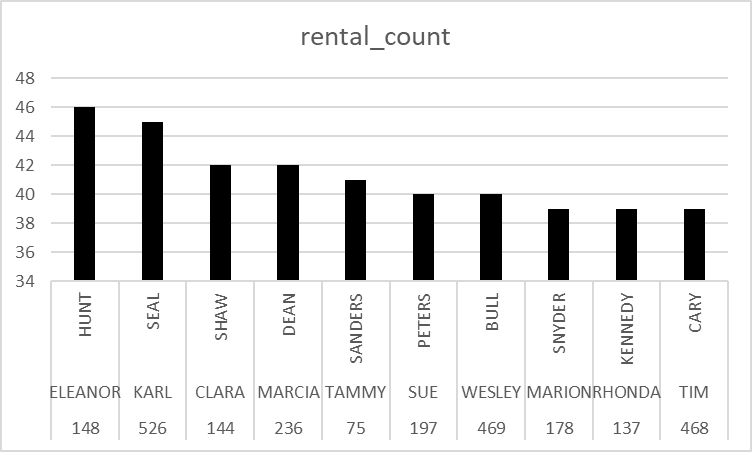 rental_count
48
46
44
42
40
38
36
34
HUNT SEAL SHAW DEAN SANDERS PETERS BULL SNYDER KENNEDY CARY
ELEANOR KARL CLARA MARCIA TAMMY SUE WESLEY MARION RHONDA TIM
148 526 144 236 75 197 469 178 137 468